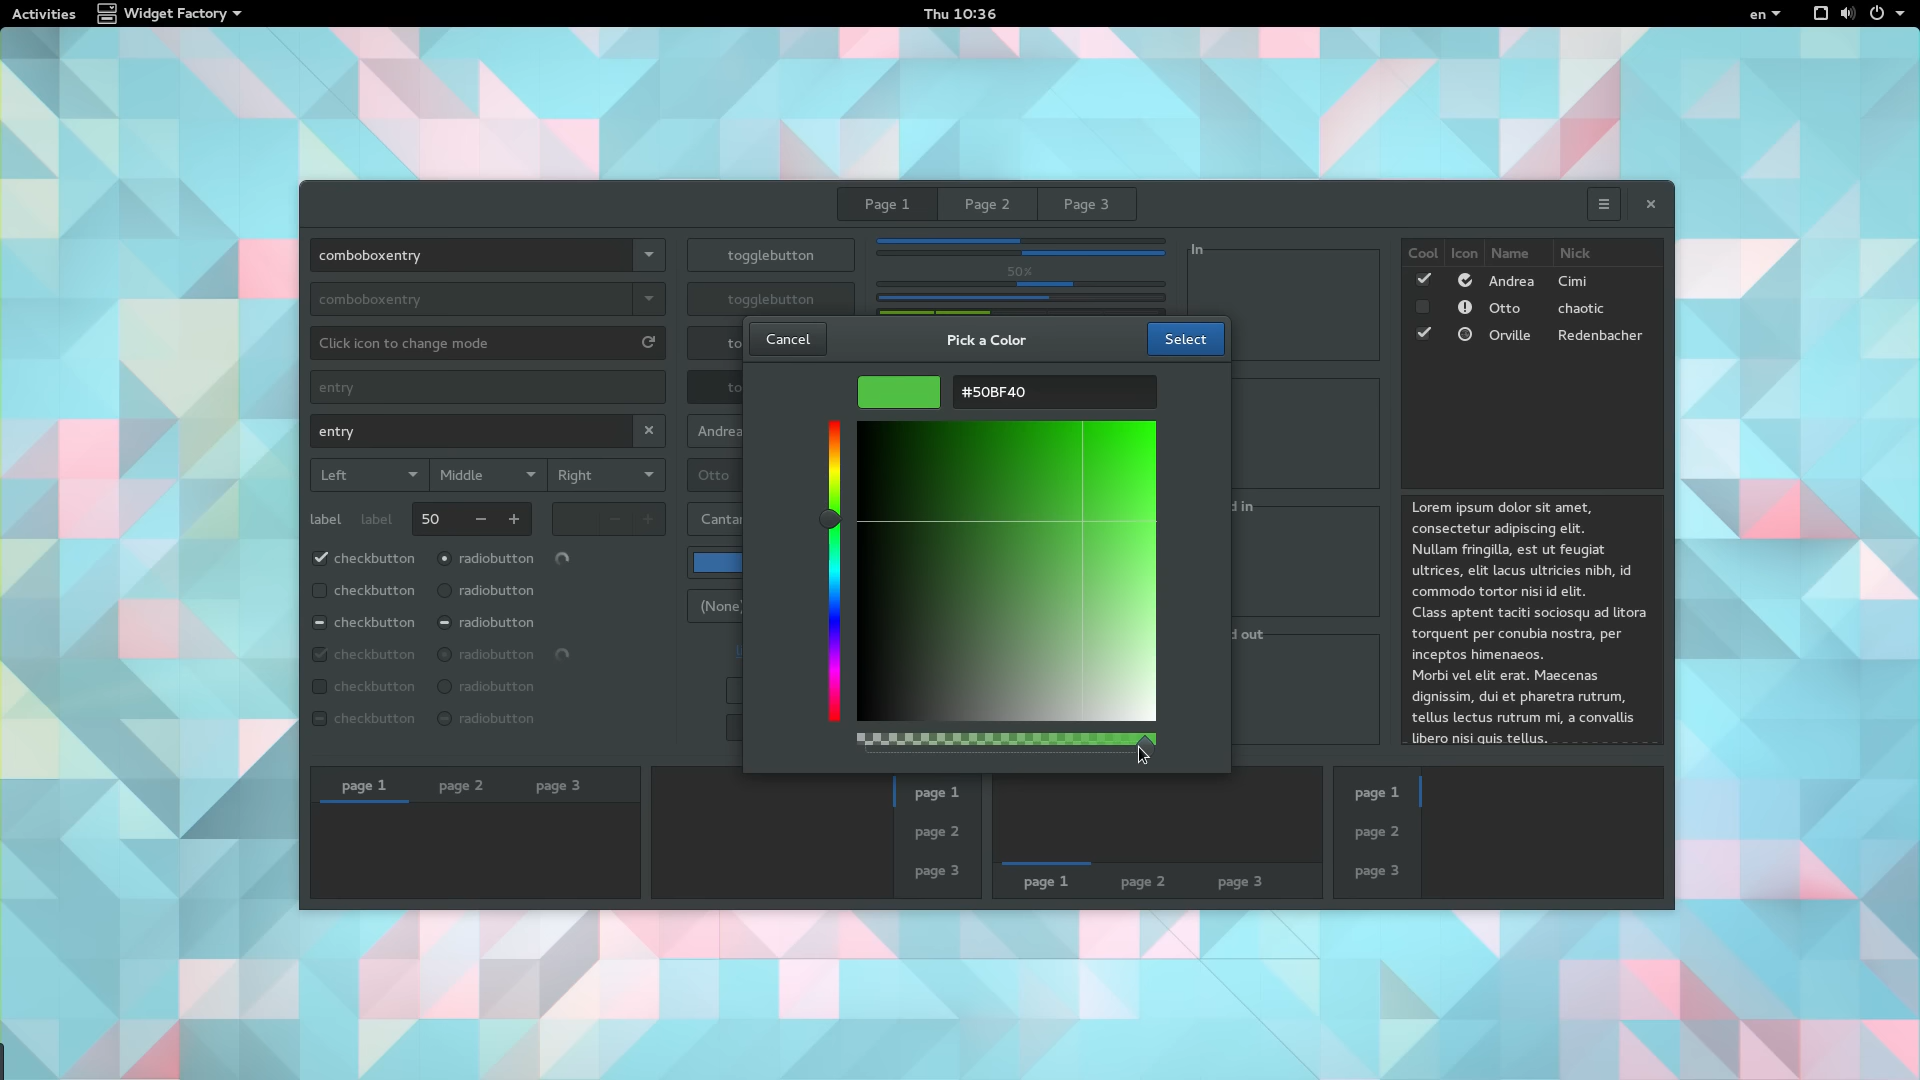 Activities Widget Factory Thu 10:36 en
Page 1 Page 2 Page 3
comboboxentry
comboboxentry
Click icon to change mode
entry
entry
Left Middle Right
label label 50
checkbutton radiobutton
checkbutton radiobutton
checkbutton radiobutton
checkbutton radiobutton
checkbutton radiobutton
checkbutton radiobutton
togglebutton
togglebutton
to
to
Andrea
Otto
Cantar
(None)
50%
In
d in
d out
Cancel Pick a Color Select
#50BF40
Cool Icon Name Nick
Andrea Cimi
Otto chaotic
Orville Redenbacher
Lorem ipsum dolor sit amet,
consectetur adipiscing elit.
Nullam fringilla, est ut feugiat
ultrices, elit lacus ultricies nibh, id
commodo tortor nisi id elit.
Class aptent taciti sociosqu ad litora
torquent per conubia nostra, per
inceptos himenaeos.
Morbi vel elit erat. Maecenas
dignissim, dui et pharetra rutrum,
tellus lectus rutrum mi, a convallis
libero nisi quis tellus.
page 1 page 2 page 3
page 1
page 2
page 3
page 1 page 2 page 3
page 1
page 2
page 3